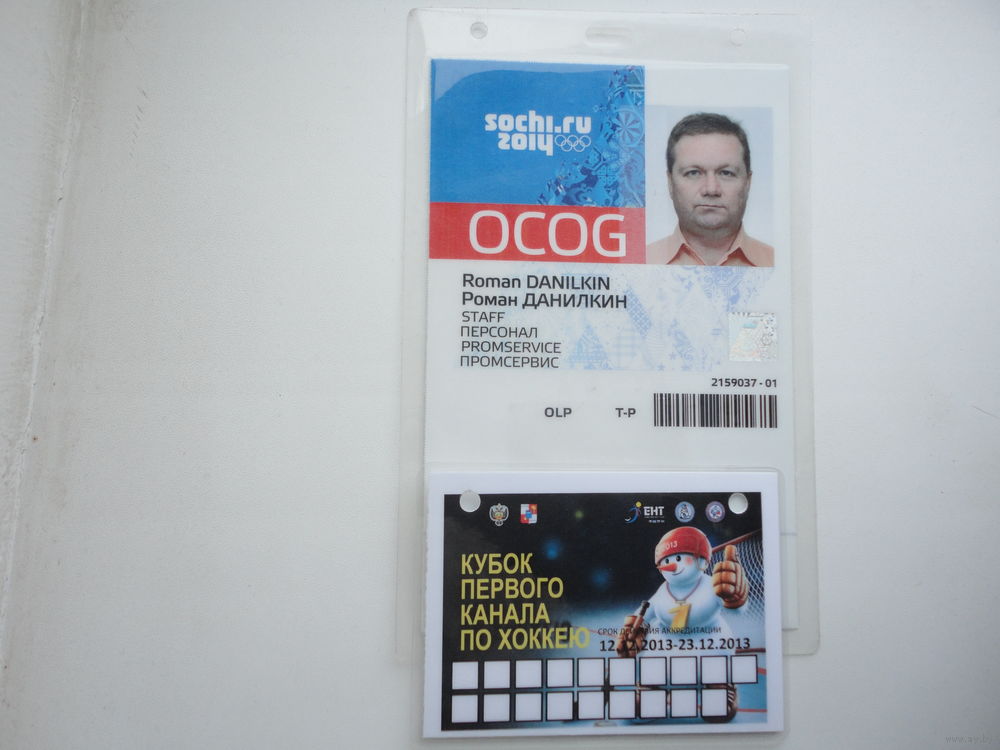 sochi.ru
2014
OCOG
Roman DANILKIN
Роман ДАНИЛКИН
STAFF
ПЕРСОНАЛ
PROMSERVICE
ПРОМСЕРВИС
2159037 - 01
OLP T-P
ЕНТ
2013
КУБОК
ПЕРВОГО
КАНАЛА
ПО ХОККЕЮ
1
СРОК ДЕЙСТВИЯ АККРЕДИТАЦИИ
12.12.2013-23.12.2013